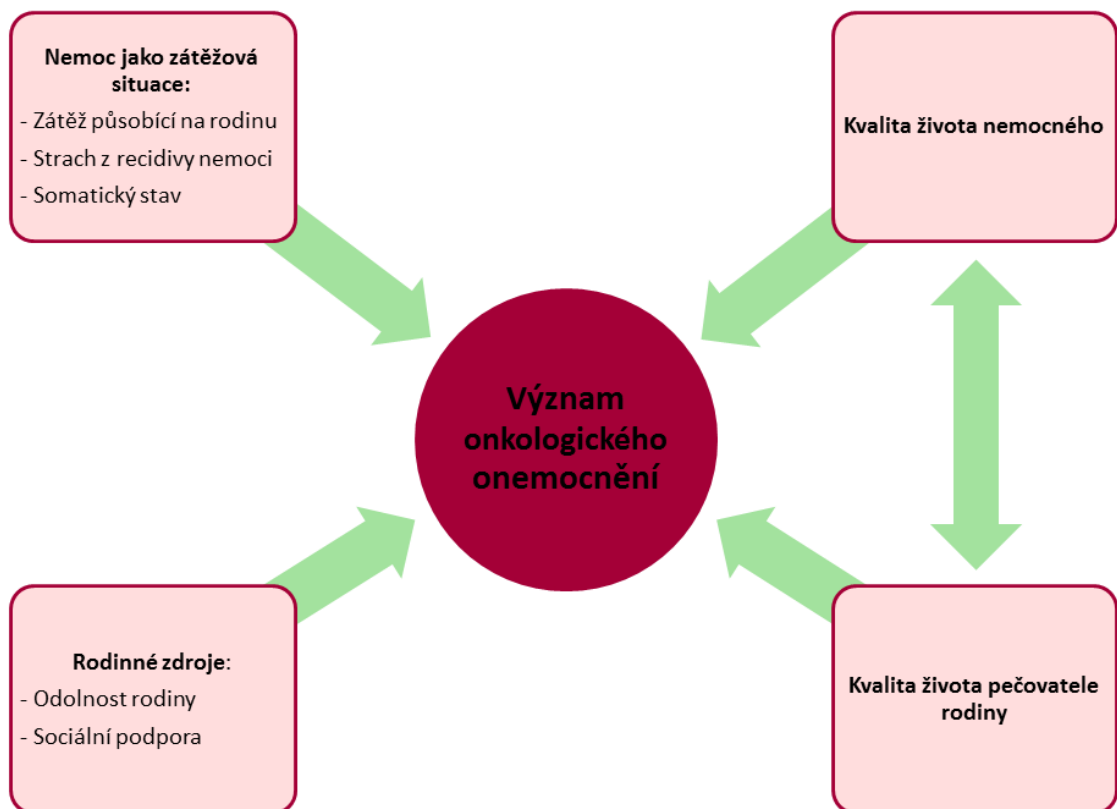 Nemoc jako zátěžová
situace:
- Zátěž působící na rodinu
- Strach z recidivy nemoci
- Somatický stav
Kvalita života nemocného
Význam
onkologického
onemocnění
Rodinné zdroje:
- Odolnost rodiny
- Sociální podpora
Kvalita života pečovatele
rodiny